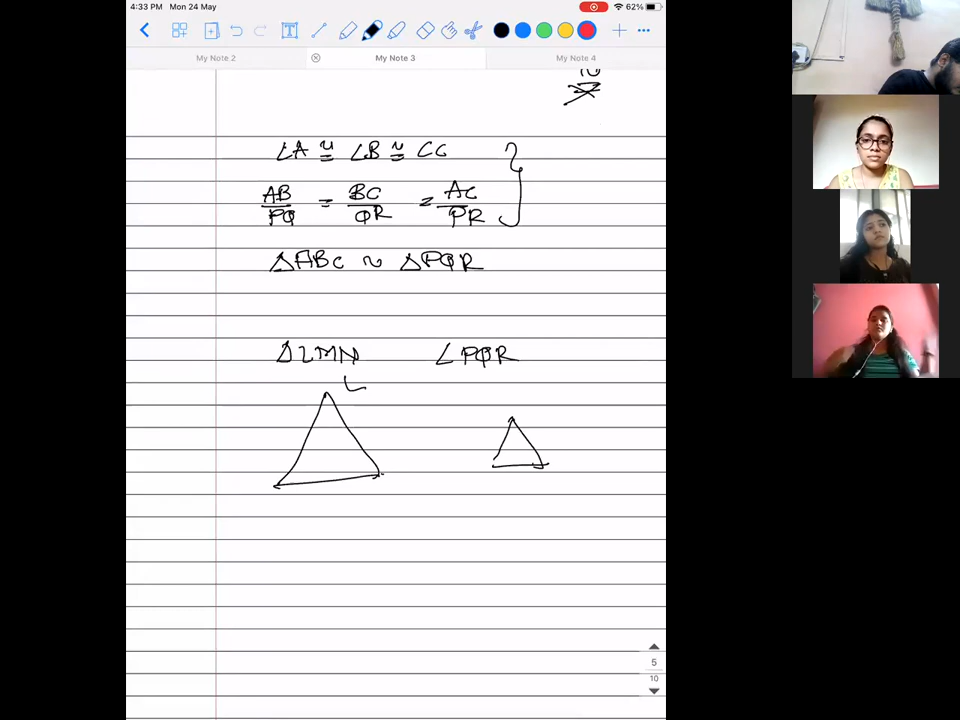 4:33 PM Mon 24 May 62%
My Note 2 My Note 3 My Note 4
∠A ≅ ∠B ≅ CC
AB/PQ = BC/QR = AC/PR
△ABC ~ △PQR
△LMN ∠PQR
L
5
10